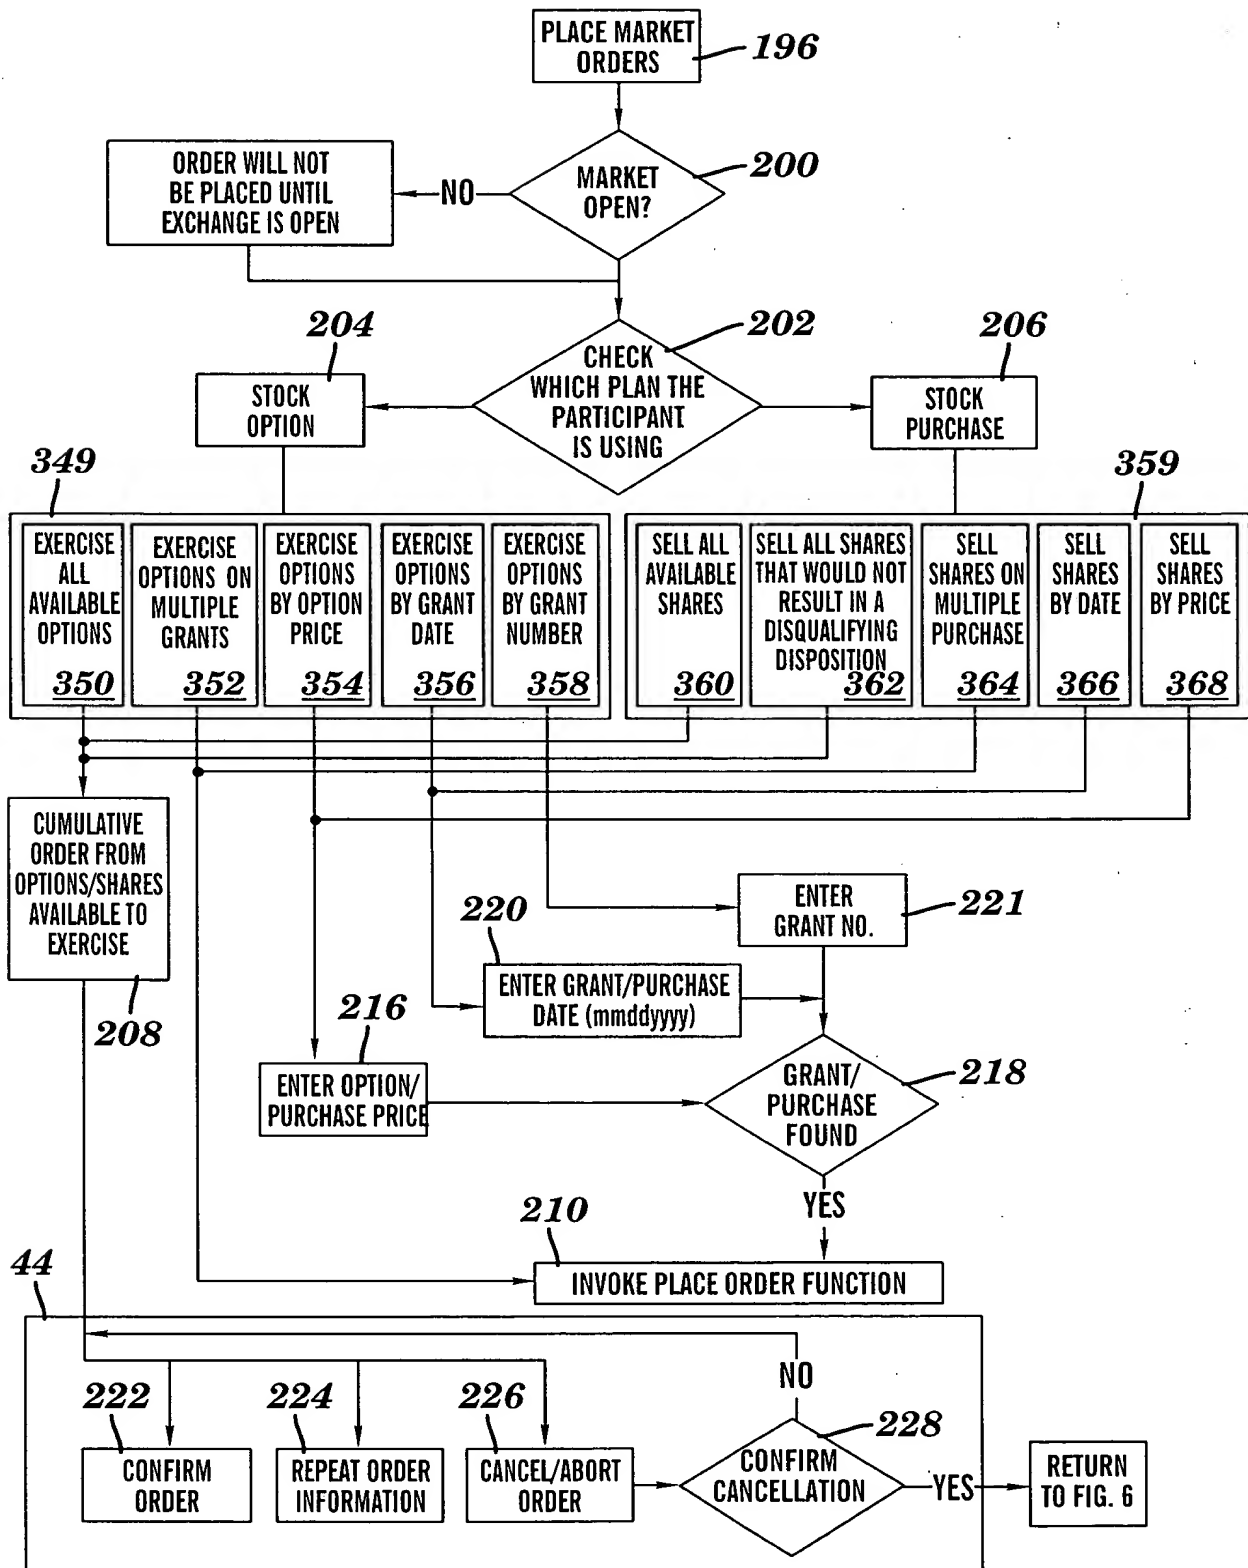 PLACE MARKET
ORDERS
196
MARKET
OPEN?
200
NO
ORDER WILL NOT
BE PLACED UNTIL
EXCHANGE IS OPEN
204
202
206
STOCK
OPTION
CHECK
WHICH PLAN THE
PARTICIPANT
IS USING
STOCK
PURCHASE
349
359
EXERCISE
ALL
AVAILABLE
OPTIONS
350
EXERCISE
OPTIONS ON
MULTIPLE
GRANTS
352
EXERCISE
OPTIONS
BY OPTION
PRICE
354
EXERCISE
OPTIONS
BY GRANT
DATE
356
EXERCISE
OPTIONS
BY GRANT
NUMBER
358
SELL ALL
AVAILABLE
SHARES
360
SELL ALL SHARES
THAT WOULD NOT
RESULT IN A
DISQUALIFYING
DISPOSITION
362
SELL
SHARES ON
MULTIPLE
PURCHASE
364
SELL
SHARES
BY DATE
366
SELL
SHARES
BY PRICE
368
CUMULATIVE
ORDER FROM
OPTIONS/SHARES
AVAILABLE TO
EXERCISE
208
ENTER
GRANT NO.
221
220
ENTER GRANT/PURCHASE
DATE (mmddyyyy)
216
ENTER OPTION/
PURCHASE PRICE
GRANT/
PURCHASE
FOUND
218
YES
210
INVOKE PLACE ORDER FUNCTION
44
NO
222
224
226
228
CONFIRM
ORDER
REPEAT ORDER
INFORMATION
CANCEL/ABORT
ORDER
CONFIRM
CANCELLATION
YES
RETURN
TO FIG. 6